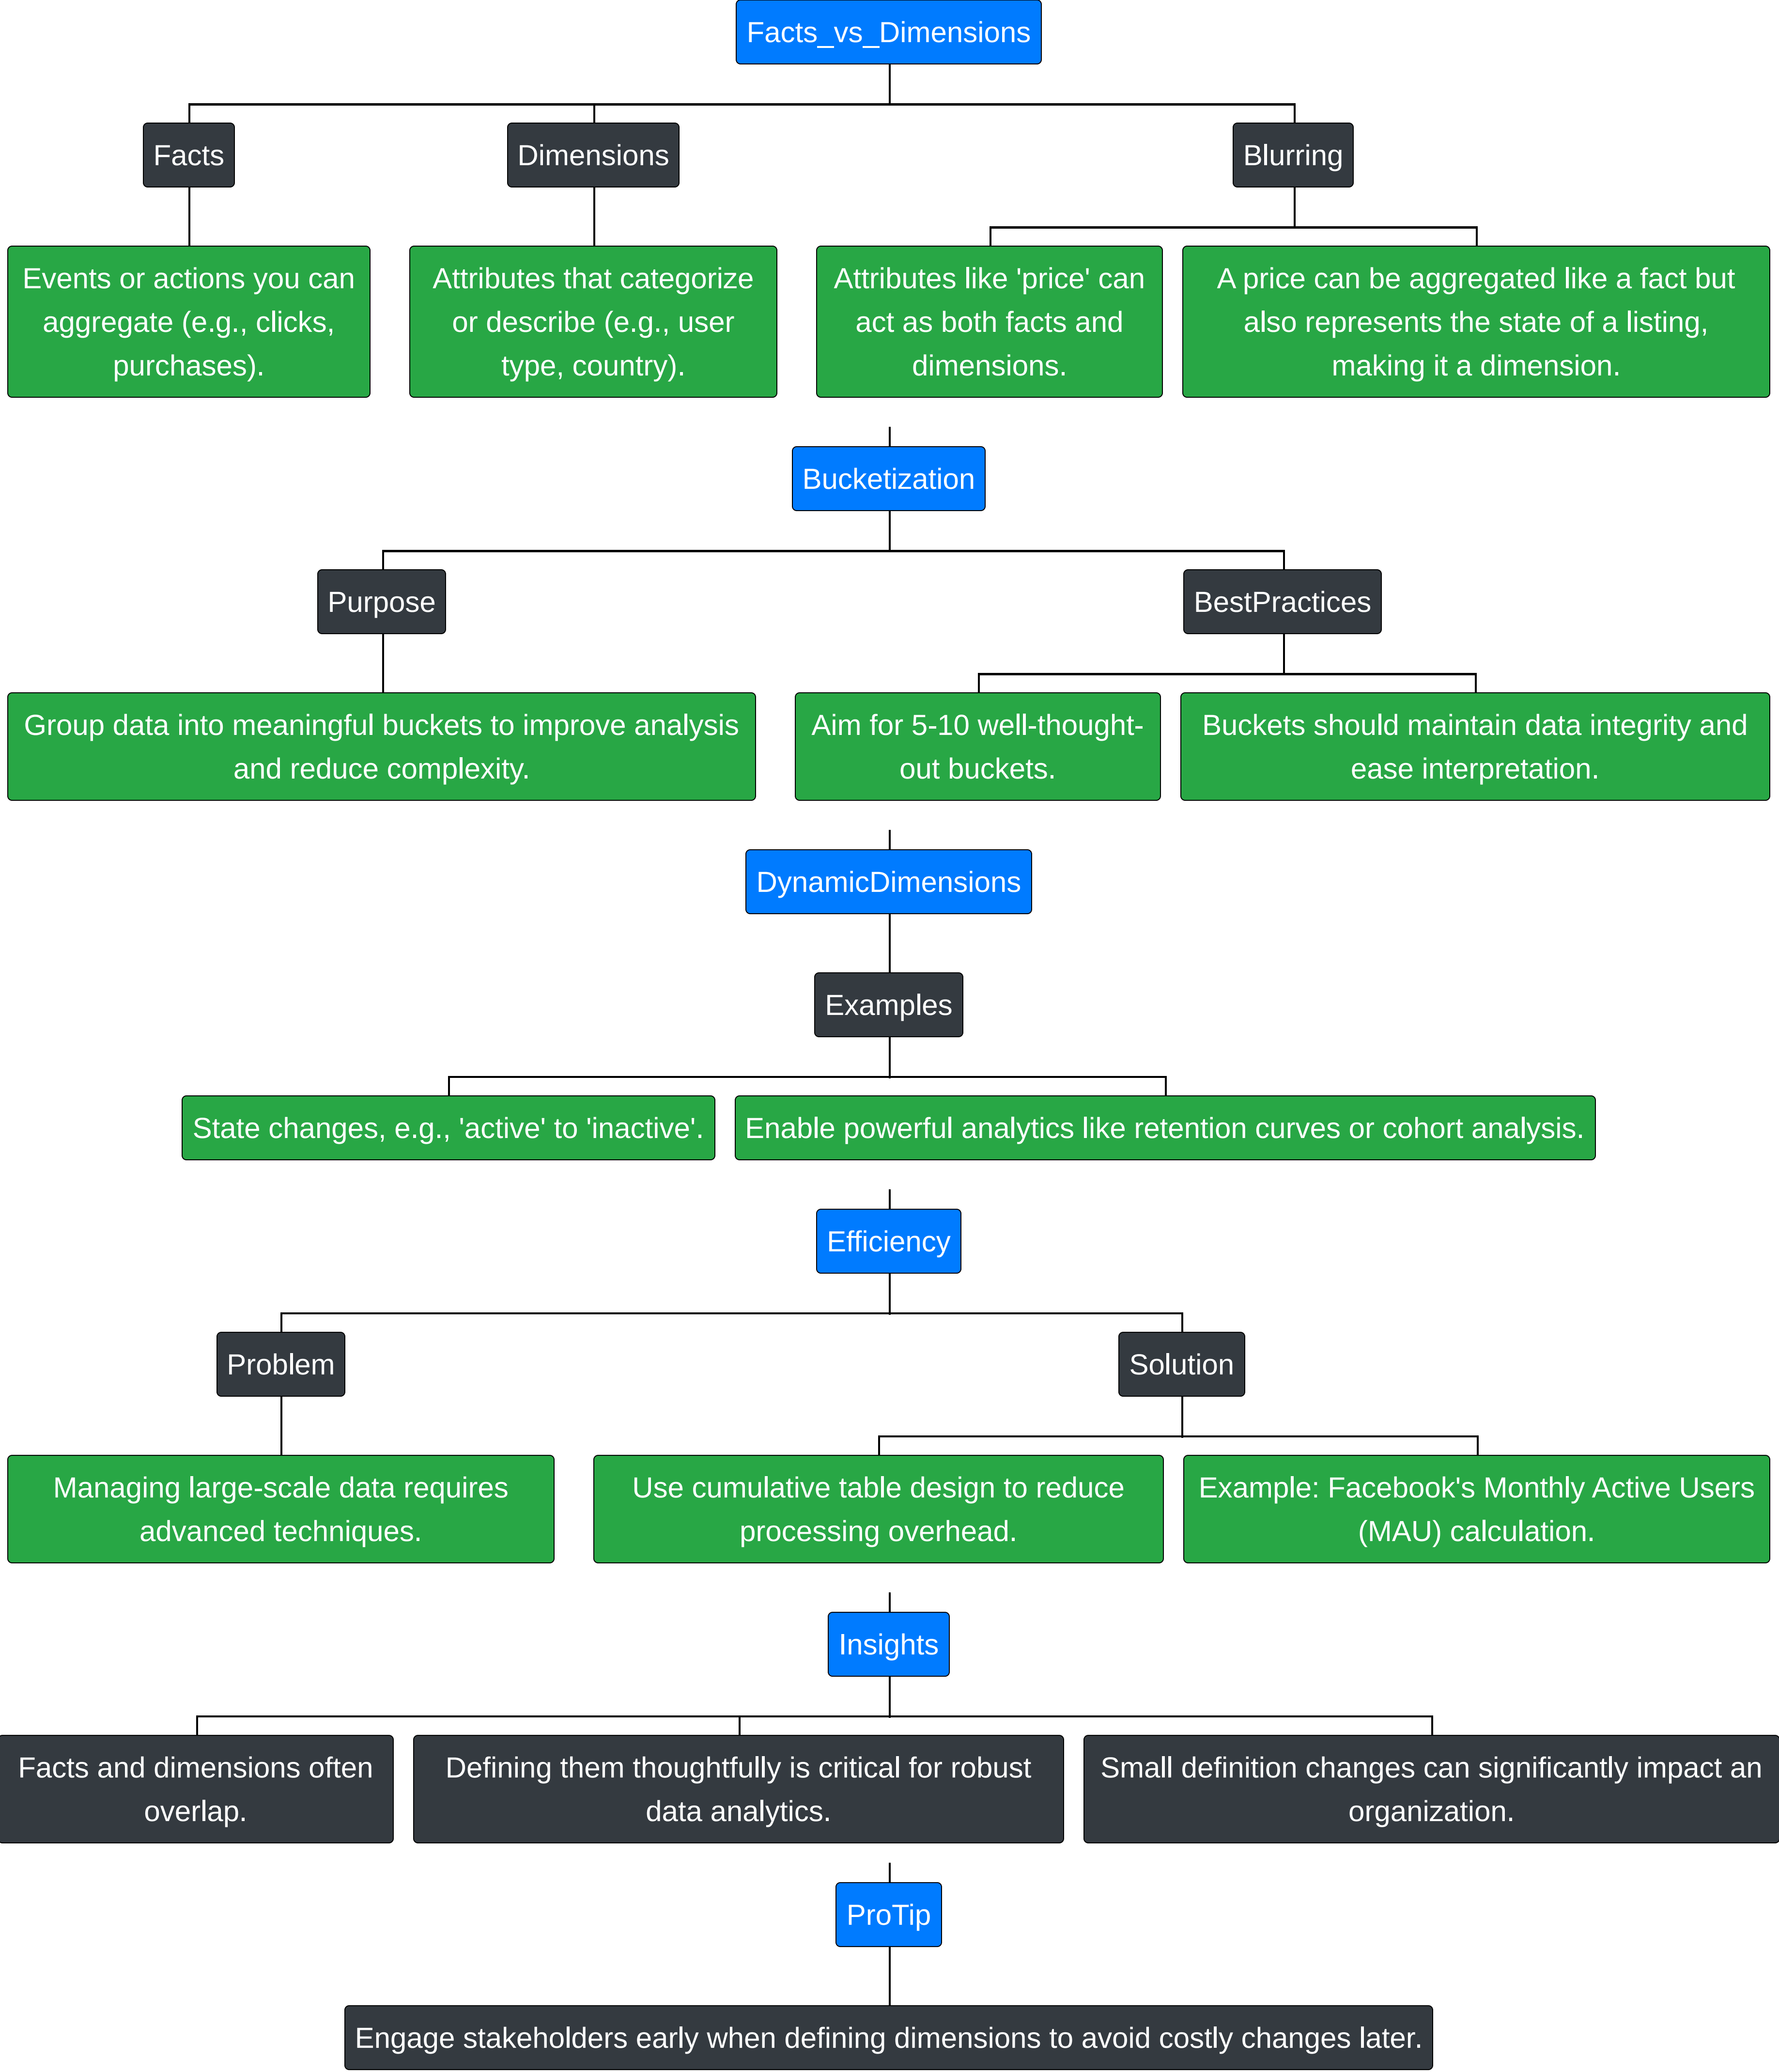 Facts_vs_Dimensions
Facts
Dimensions
Blurring
Events or actions you can
aggregate (e.g., clicks,
purchases).
Attributes that categorize
or describe (e.g., user
type, country).
Attributes like 'price' can
act as both facts and
dimensions.
A price can be aggregated like a fact but
also represents the state of a listing,
making it a dimension.
Bucketization
Purpose
BestPractices
Group data into meaningful buckets to improve analysis
and reduce complexity.
Aim for 5-10 well-thought-
out buckets.
Buckets should maintain data integrity and
ease interpretation.
DynamicDimensions
Examples
State changes, e.g., 'active' to 'inactive'.
Enable powerful analytics like retention curves or cohort analysis.
Efficiency
Problem
Solution
Managing large-scale data requires
advanced techniques.
Use cumulative table design to reduce
processing overhead.
Example: Facebook's Monthly Active Users
(MAU) calculation.
Insights
Facts and dimensions often
overlap.
Defining them thoughtfully is critical for robust
data analytics.
Small definition changes can significantly impact an
organization.
ProTip
Engage stakeholders early when defining dimensions to avoid costly changes later.